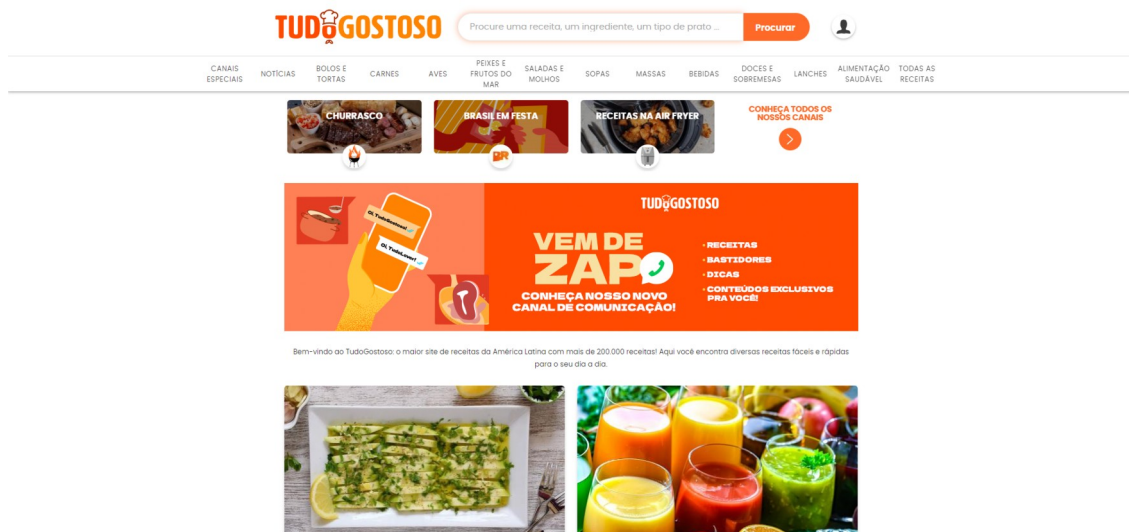 TUDOGOSTOSO
Procure uma receita, um ingrediente, um tipo de prato ...
Procurar
CANAIS
ESPECIAIS
NOTÍCIAS
BOLOS E
TORTAS
CARNES
AVES
PEIXES E
FRUTOS DO
MAR
SALADAS E
MOLHOS
SOPAS
MASSAS
BEBIDAS
DOCES E
SOBREMESAS
LANCHES
ALIMENTAÇÃO
SAUDÁVEL
TODAS AS
RECEITAS
CHURRASCO
BRASIL EM FESTA
BR
RECEITAS NA AIR FRYER
CONHEÇA TODOS OS
NOSSOS CANAIS
Oi, TudoGostoso!
Oi, TudoLover!
TUDOGOSTOSO
VEM DE
ZAP
CONHEÇA NOSSO NOVO
CANAL DE COMUNICAÇÃO!
• RECEITAS
• BASTIDORES
• DICAS
• CONTEÚDOS EXCLUSIVOS
PRA VOCÊ!
Bem-vindo ao TudoGostoso: o maior site de receitas da América Latina com mais de 200.000 receitas! Aqui você encontra diversas receitas fáceis e rápidas
para o seu dia a dia.